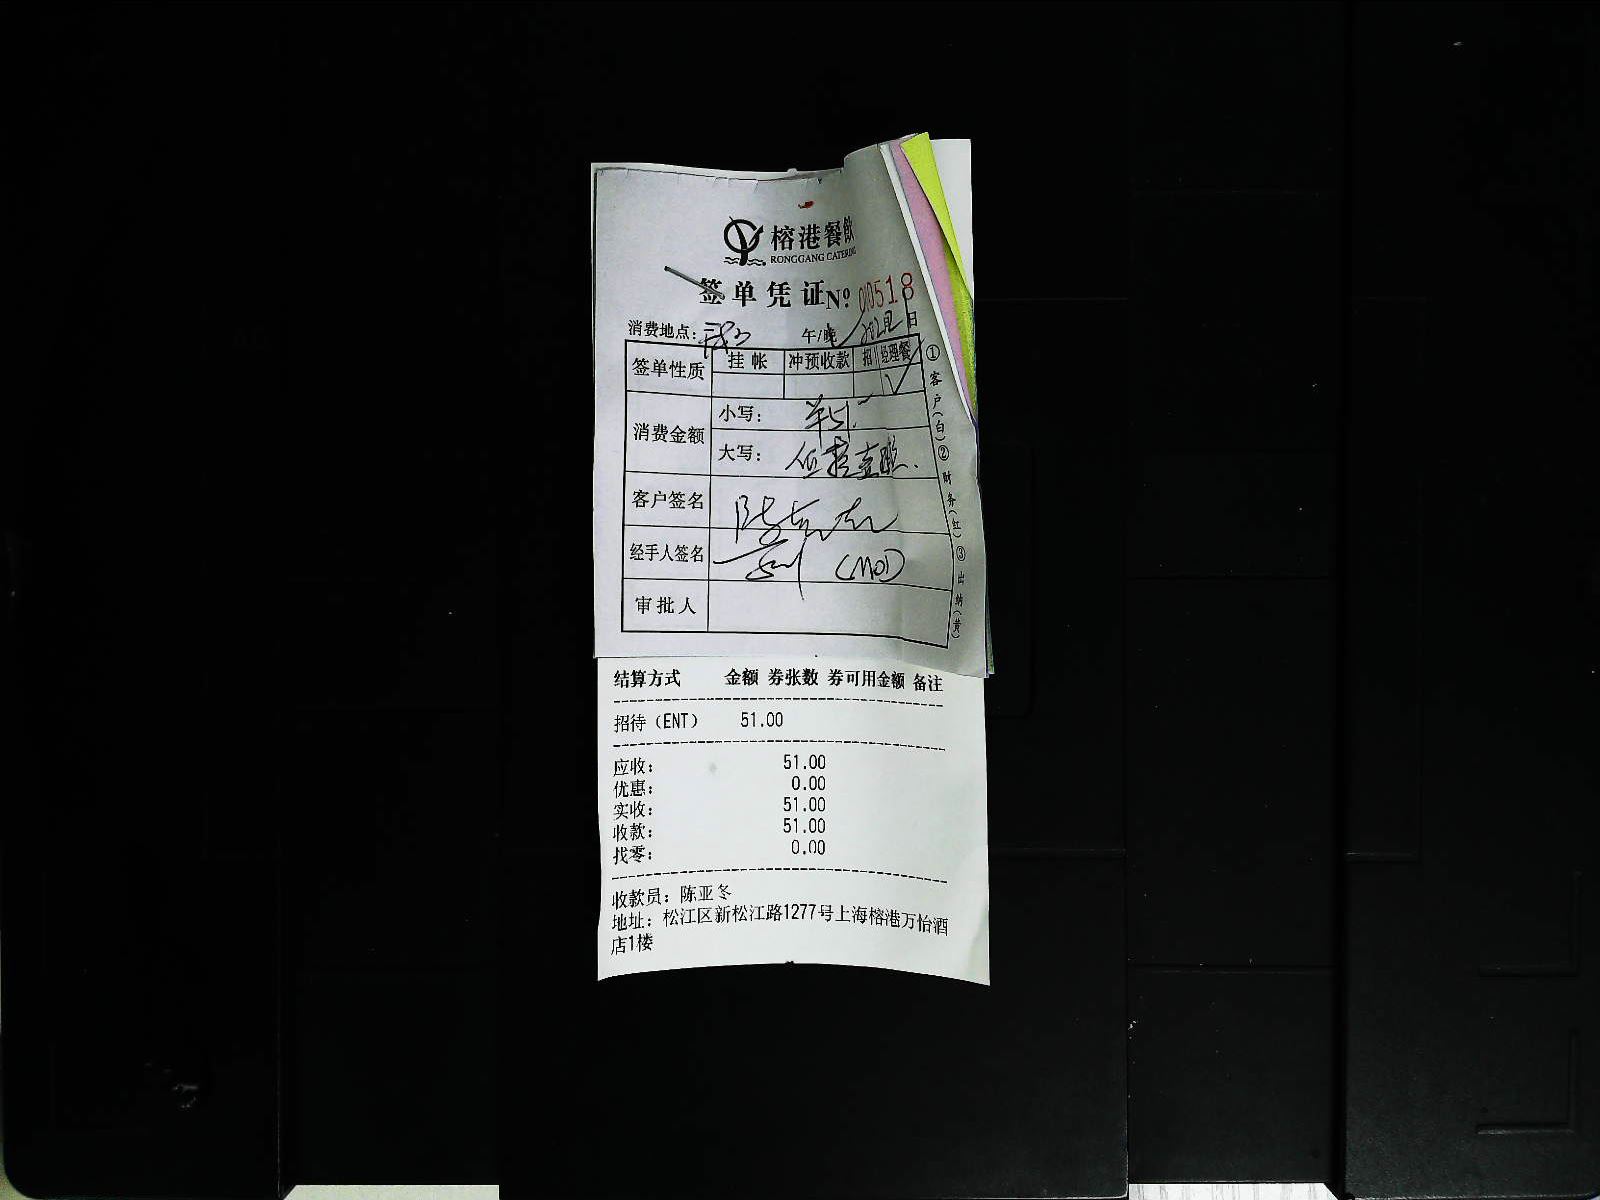 榕港餐飲
RONGGANG CATERING
签单凭证 №: 00518
消费地点: 午/晚 日
签单性质 挂帐 冲预收款 招 经理餐
消费金额 小写:
大写: 伍拾壹
客户签名
经手人签名 (MOD)
审批人
①客户(白)②财务(红)③出纳(黄)
结算方式 金额 券张数 券可用金额 备注
招待(ENT) 51.00
应收: 51.00
优惠: 0.00
实收: 51.00
收款: 51.00
找零: 0.00
收款员: 陈亚冬
地址: 松江区新松江路1277号上海榕港万怡酒
店1楼